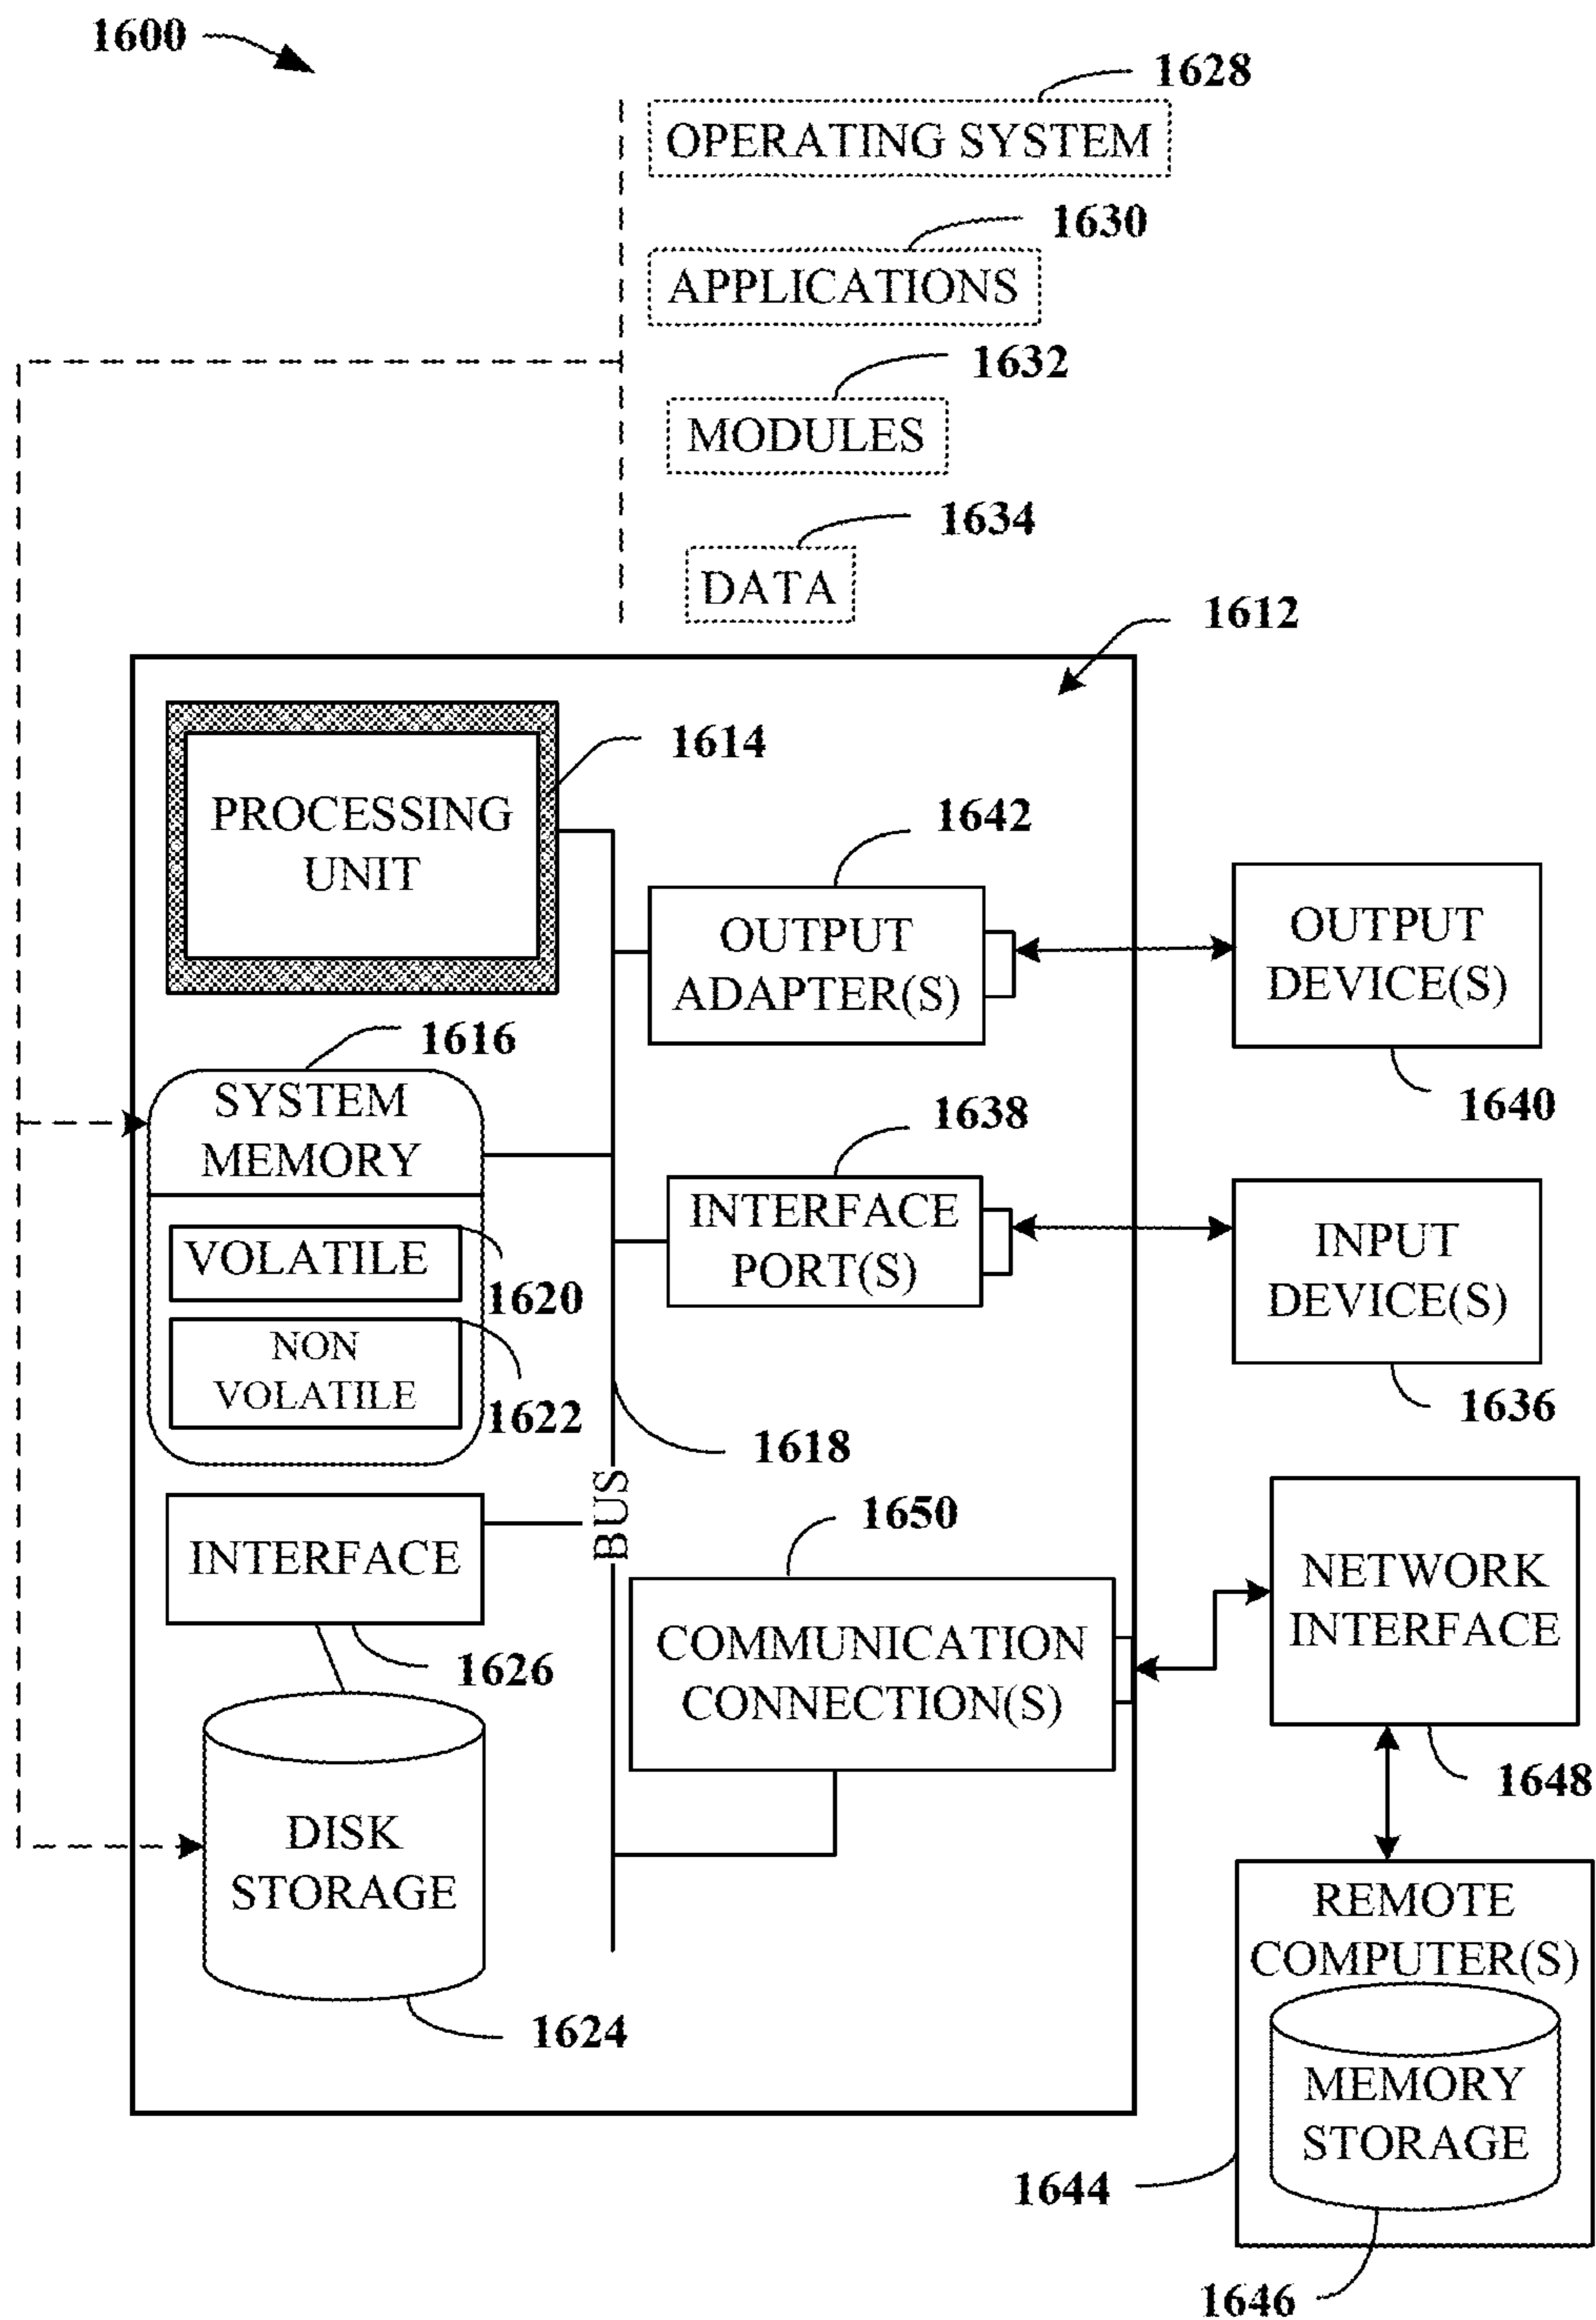 1600
1628
OPERATING SYSTEM
1630
APPLICATIONS
1632
MODULES
1634
DATA
1612
PROCESSING
UNIT
1614
1642
OUTPUT
ADAPTER(S)
OUTPUT
DEVICE(S)
1640
1616
SYSTEM
MEMORY
1638
INTERFACE
PORT(S)
INPUT
DEVICE(S)
1636
VOLATILE
1620
NON
VOLATILE
1622
1618
BUS
INTERFACE
1626
1650
COMMUNICATION
CONNECTION(S)
NETWORK
INTERFACE
1648
DISK
STORAGE
1624
REMOTE
COMPUTER(S)
MEMORY
STORAGE
1644
1646